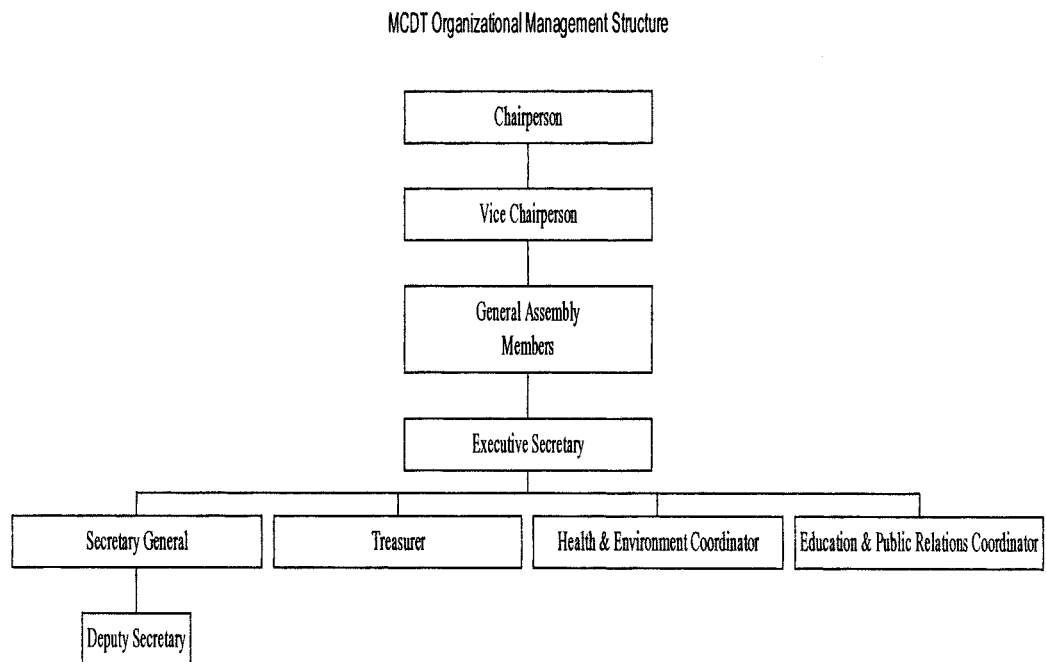 MCDT Organizational Management Structure
Chairperson
Vice Chairperson
General Assembly
Members
Executive Secretary
Secretary General
Treasurer
Health & Environment Coordinator
Education & Public Relations Coordinator
Deputy Secretary